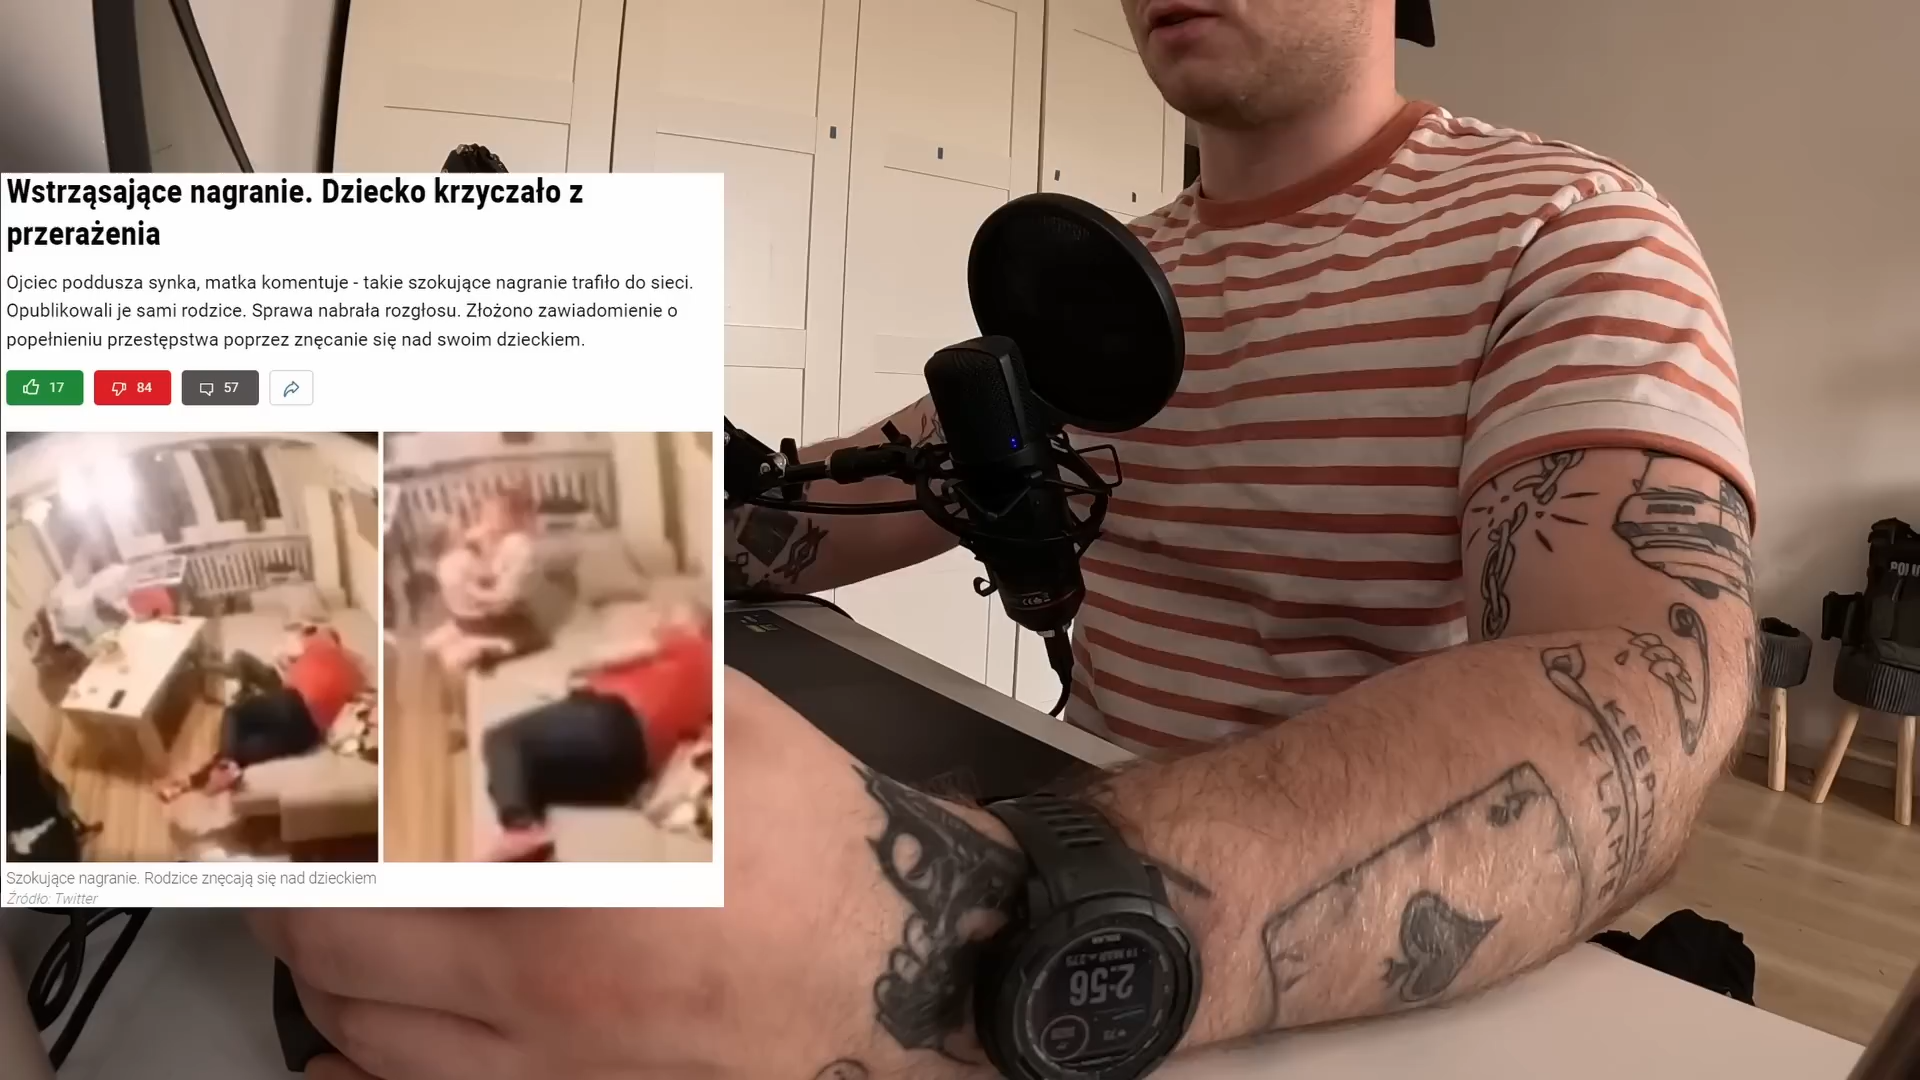 Wstrząsające nagranie. Dziecko krzyczało z
przerażenia
Ojciec poddusza synka, matka komentuje - takie szokujące nagranie trafiło do sieci.
Opublikowali je sami rodzice. Sprawa nabrała rozgłosu. Złożono zawiadomienie o
popełnieniu przestępstwa poprzez znęcanie się nad swoim dzieckiem.
17 84 57
Szokujące nagranie. Rodzice znęcają się nad dzieckiem
Źródło: Twitter
KEEP THE
FLAME
2:56